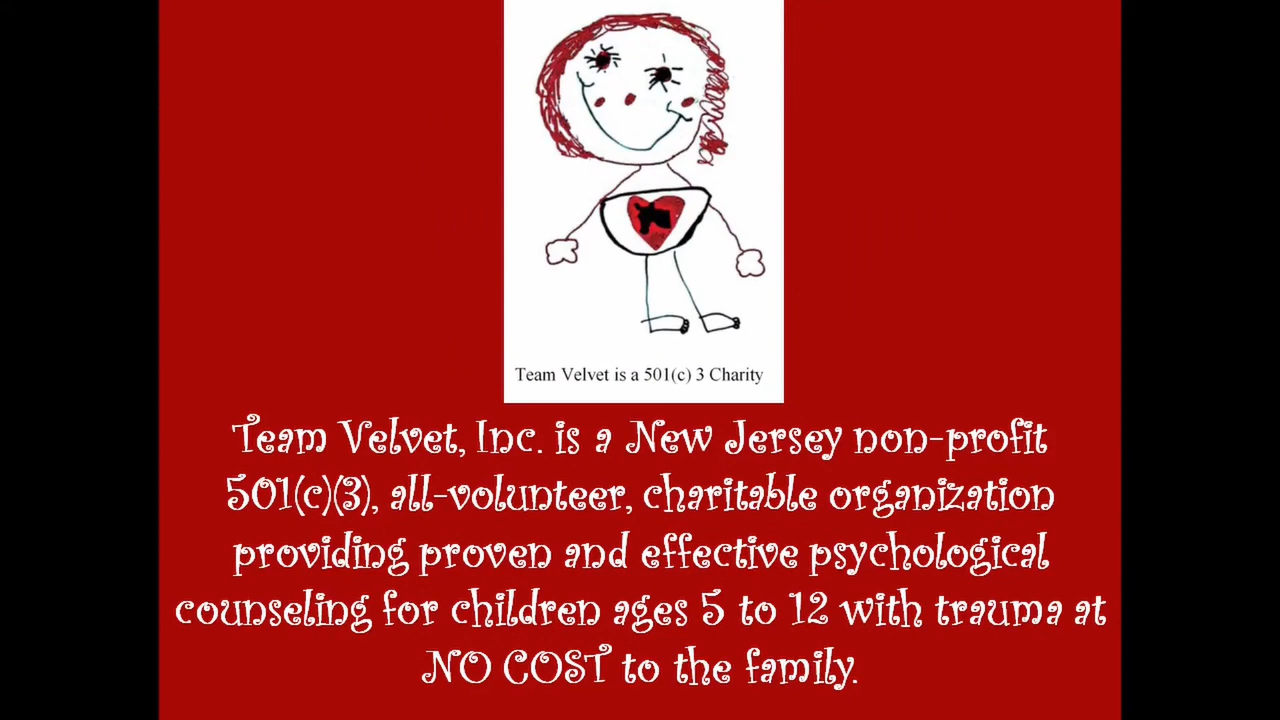 Team Velvet is a 501(c) 3 Charity
Team Velvet, Inc. is a New Jersey non-profit
501(c)(3), all-volunteer, charitable organization
providing proven and effective psychological
counseling for children ages 5 to 12 with trauma at
NO COST to the family.